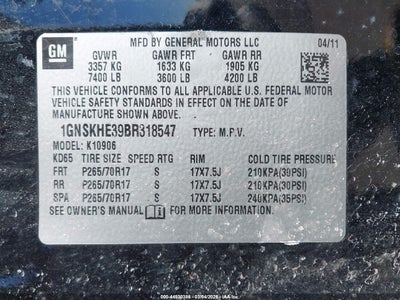 GM
MFD BY GENERAL MOTORS LLC 04/11
GVWR GAWR FRT GAWR RR
3357 KG 1633 KG 1905 KG
7400 LB 3600 LB 4200 LB
THIS VEHICLE CONFORMS TO ALL APPLICABLE U.S. FEDERAL MOTOR
VEHICLE SAFETY STANDARDS IN EFFECT ON THE DATE OF
MANUFACTURE SHOWN ABOVE.
1GNSKHE39BR318547 TYPE: M.P.V.
MODEL: K10906
KD65 TIRE SIZE SPEED RTG RIM COLD TIRE PRESSURE
FRT P265/70R17 S 17X7.5J 210KPA(30PSI)
RR P265/70R17 S 17X7.5J 210KPA(30PSI)
SPA P265/70R17 S 17X7.5J 240KPA(35PSI)
SEE OWNER'S MANUAL FOR MORE INFORMATION.